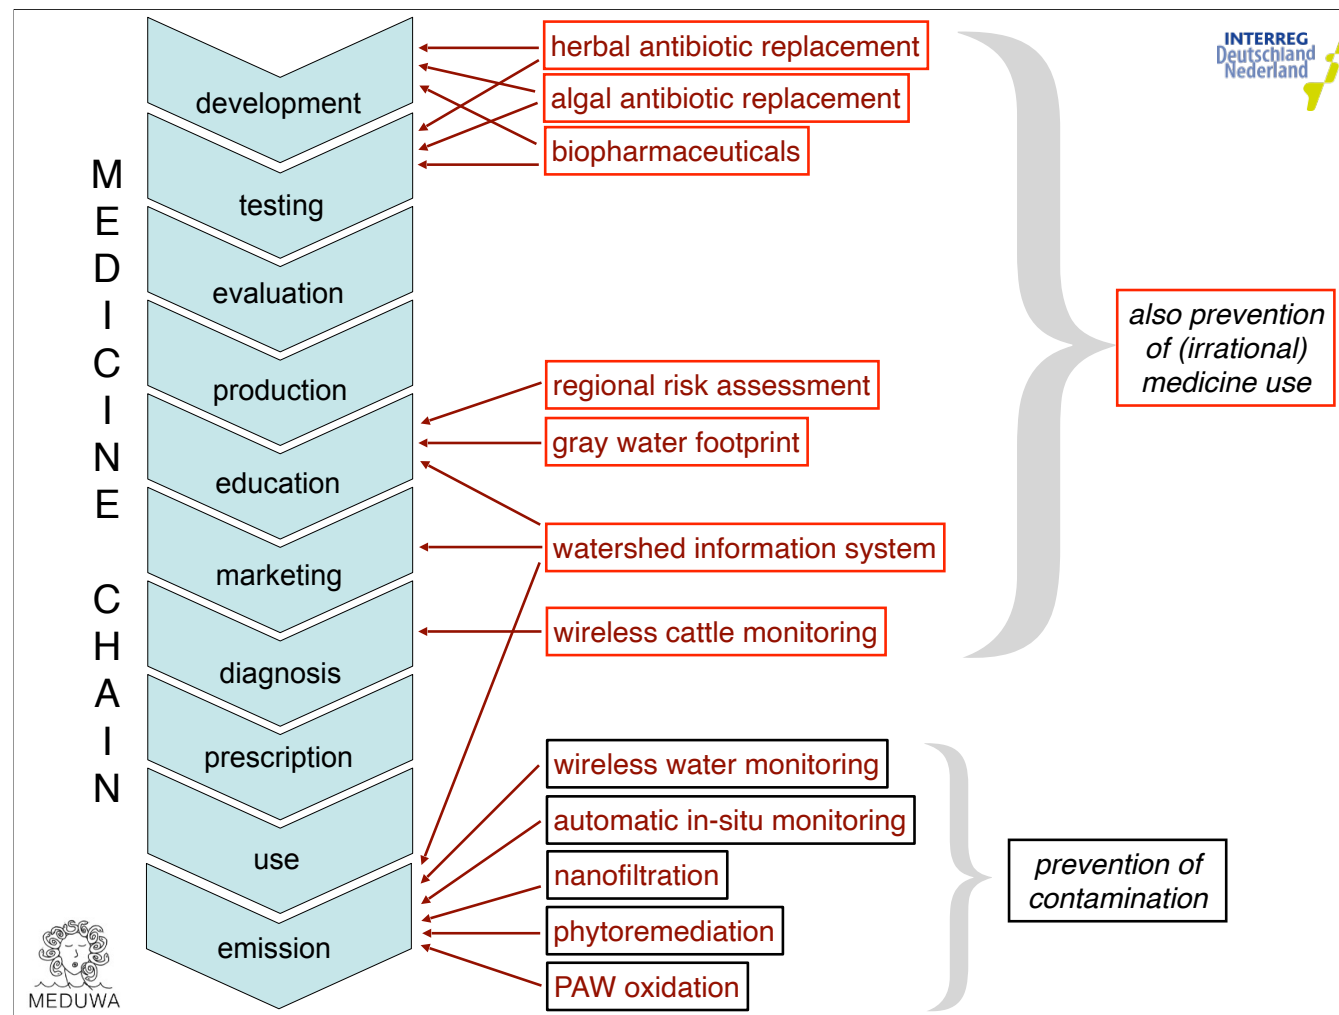 MEDICINE CHAIN
development
testing
evaluation
production
education
marketing
diagnosis
prescription
use
emission
herbal antibiotic replacement
algal antibiotic replacement
biopharmaceuticals
regional risk assessment
gray water footprint
watershed information system
wireless cattle monitoring
wireless water monitoring
automatic in-situ monitoring
nanofiltration
phytoremediation
PAW oxidation
also prevention
of (irrational)
medicine use
prevention of
contamination
INTERREG
Deutschland
Nederland
MEDUWA